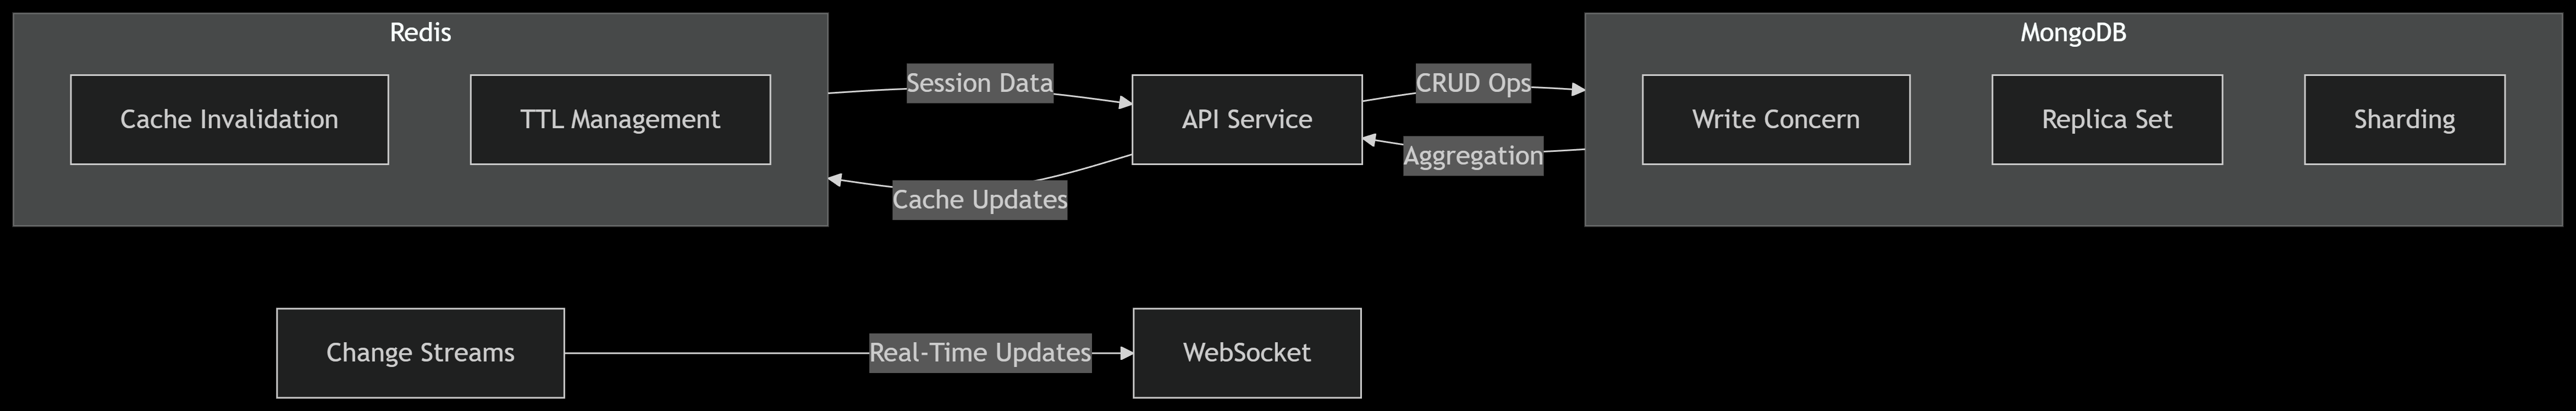 Redis
Cache Invalidation
TTL Management
Session Data
Cache Updates
API Service
CRUD Ops
Aggregation
MongoDB
Write Concern
Replica Set
Sharding
Change Streams
Real-Time Updates
WebSocket